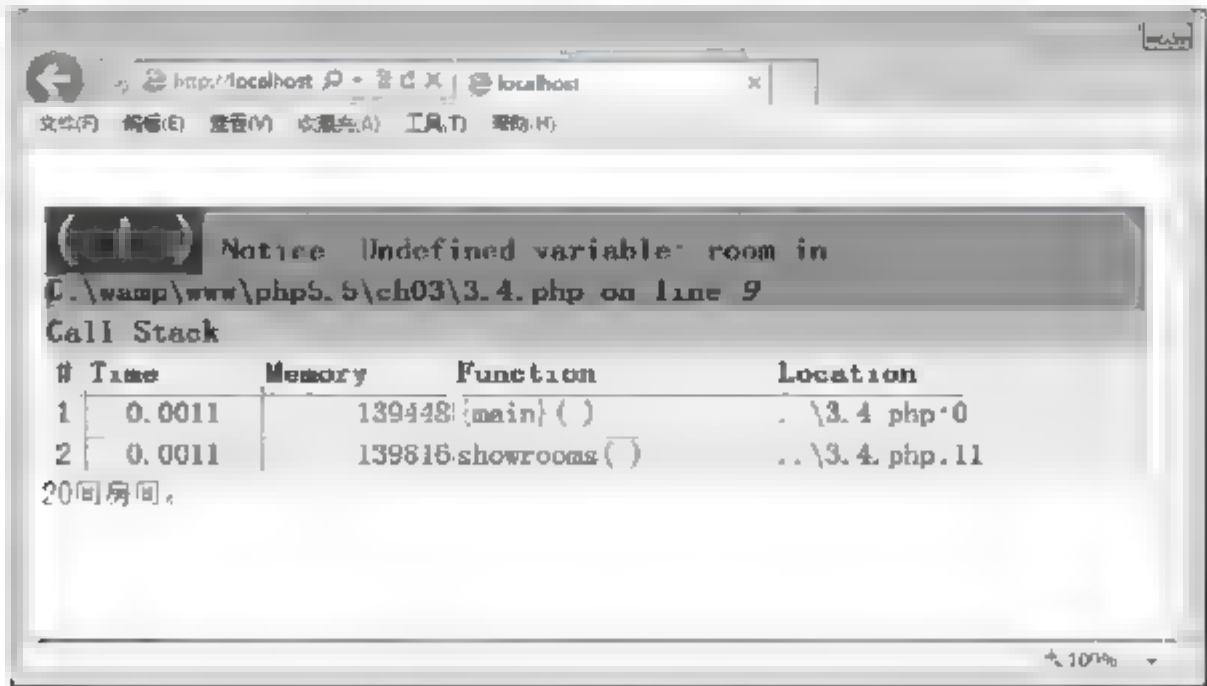 http://localhost localhost
文件(F) 编辑(E) 查看(V) 收藏夹(A) 工具(T) 帮助(H)
( ! ) Notice: Undefined variable: room in
C:\wamp\www\php5.5\ch03\3.4.php on line 9
Call Stack
# Time Memory Function Location
1 0.0011 139448 {main}( ) ..\3.4.php:0
2 0.0011 139816 showrooms( ) ..\3.4.php:11
20间房间。
100%